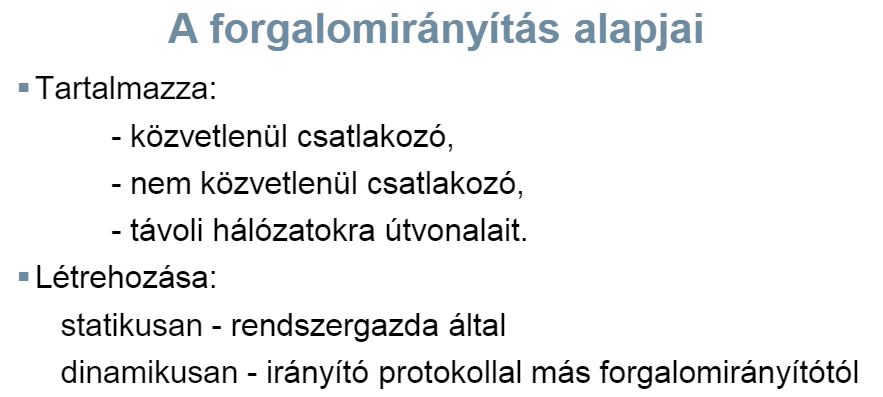 A forgalomirányítás alapjai
▪ Tartalmazza:
- közvetlenül csatlakozó,
- nem közvetlenül csatlakozó,
- távoli hálózatokra útvonalait.
▪ Létrehozása:
statikusan - rendszergazda által
dinamikusan - irányító protokollal más forgalomirányítótól